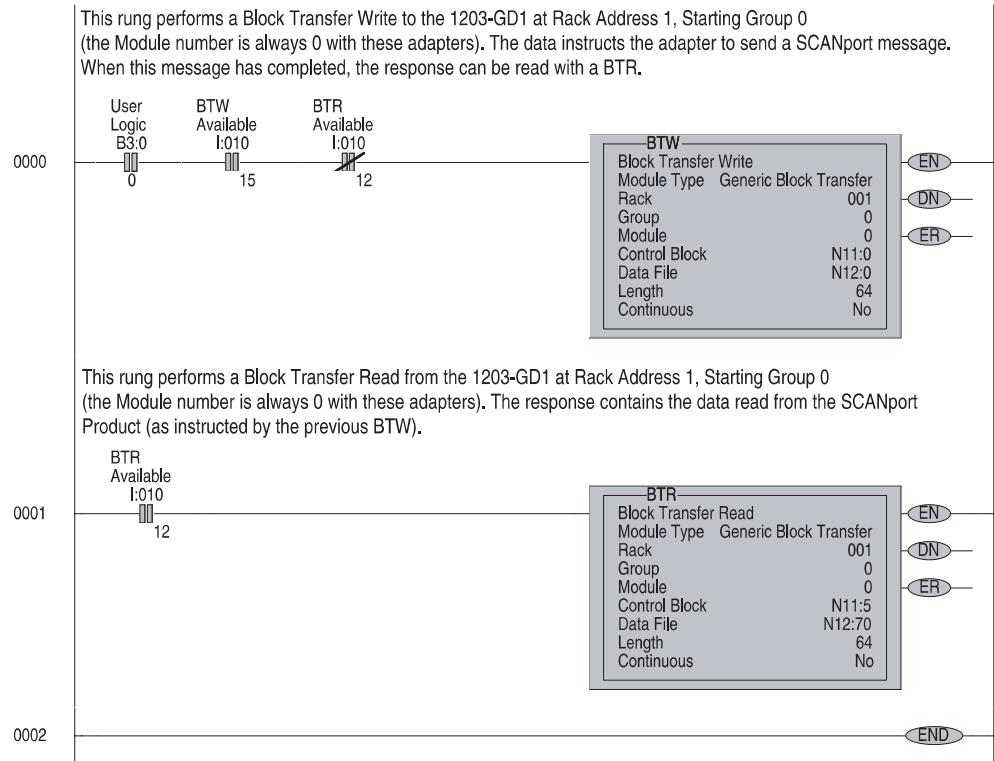 This rung performs a Block Transfer Write to the 1203-GD1 at Rack Address 1, Starting Group 0
(the Module number is always 0 with these adapters). The data instructs the adapter to send a SCANport message.
When this message has completed, the response can be read with a BTR.
User BTW BTR
Logic Available Available
B3:0 I:010 I:010
0000
0 15 12
BTW
Block Transfer Write
Module Type Generic Block Transfer
Rack 001
Group 0
Module 0
Control Block N11:0
Data File N12:0
Length 64
Continuous No
EN
DN
ER
This rung performs a Block Transfer Read from the 1203-GD1 at Rack Address 1, Starting Group 0
(the Module number is always 0 with these adapters). The response contains the data read from the SCANport
Product (as instructed by the previous BTW).
BTR
Available
I:010
0001
12
BTR
Block Transfer Read
Module Type Generic Block Transfer
Rack 001
Group 0
Module 0
Control Block N11:5
Data File N12:70
Length 64
Continuous No
EN
DN
ER
0002
END